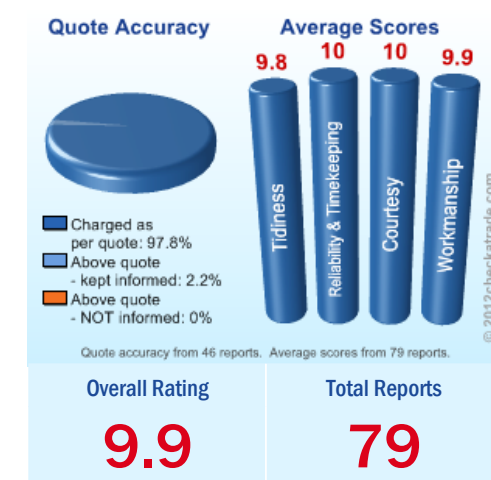 Quote Accuracy
Average Scores
9.8
10
10
9.9
Tidiness
Reliability & Timekeeping
Courtesy
Workmanship
Charged as
per quote: 97.8%
Above quote
- kept informed: 2.2%
Above quote
- NOT informed: 0%
© 2012checkatrade.com
Quote accuracy from 46 reports. Average scores from 79 reports.
Overall Rating
Total Reports
9.9
79